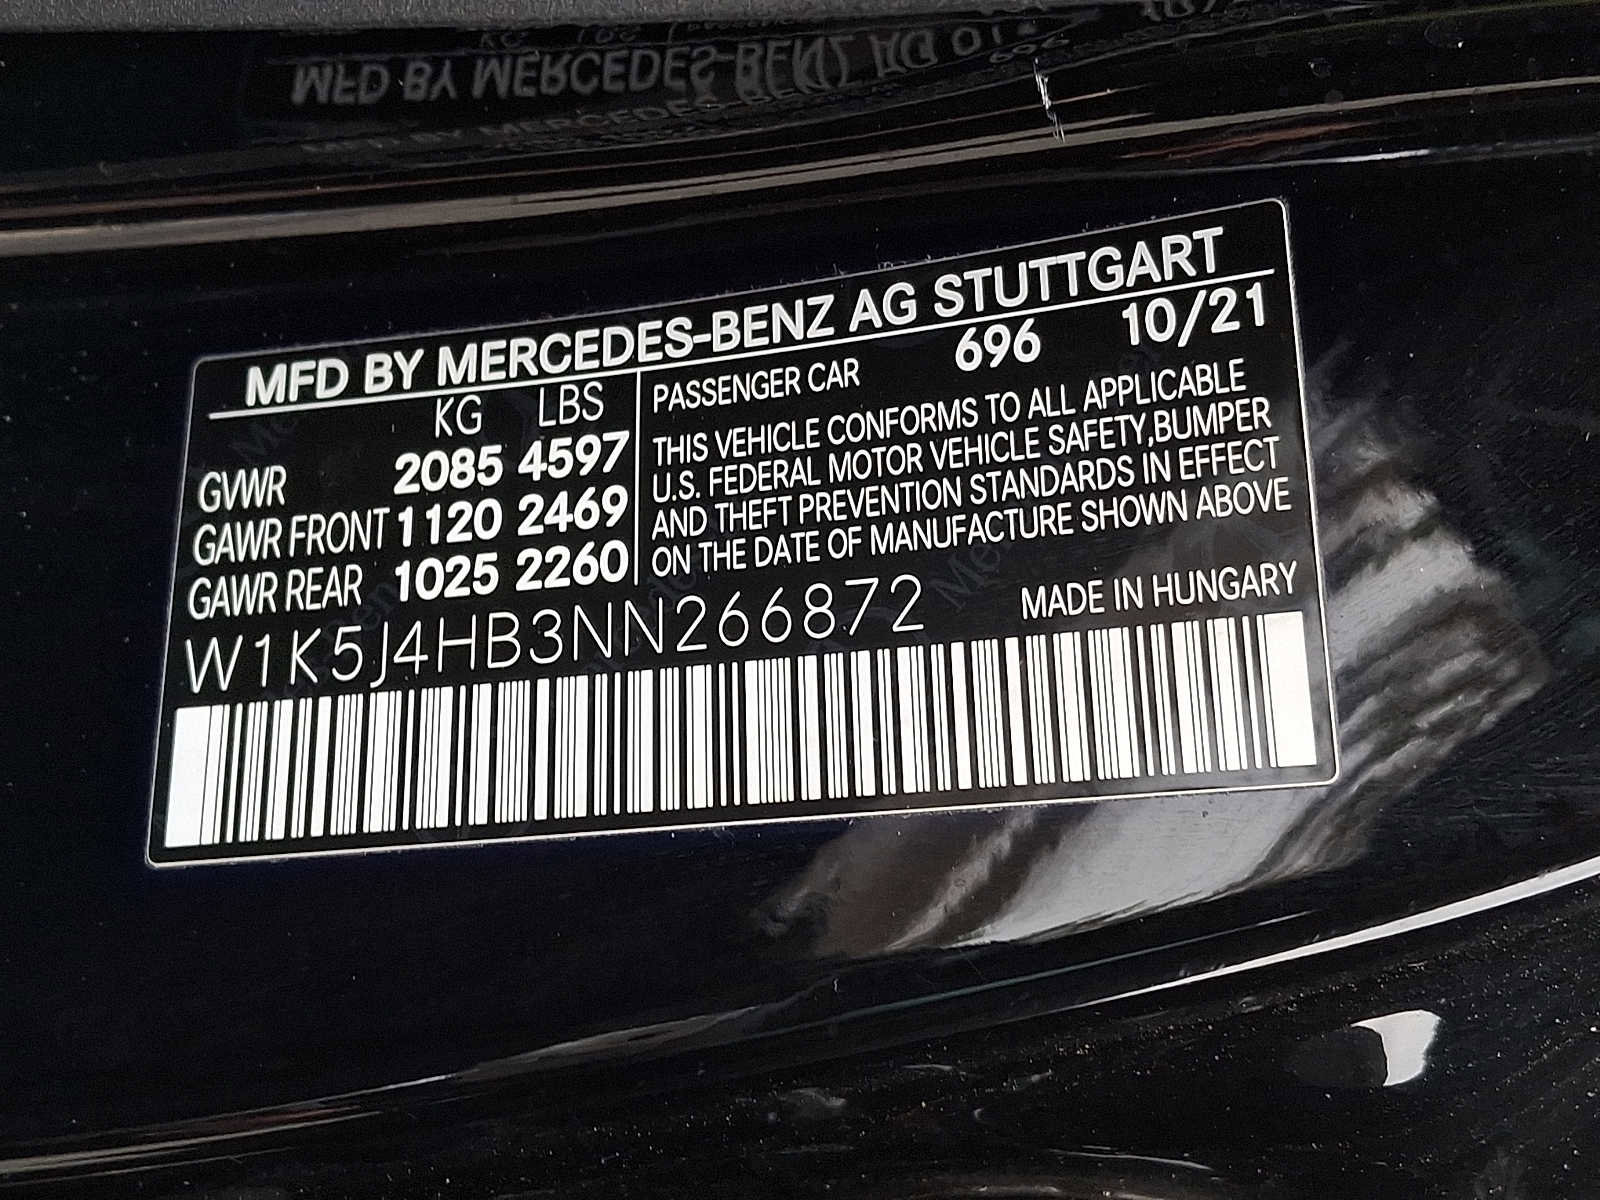 MFD BY MERCEDES-BENZ AG STUTTGART
KG LBS
GVWR 2085 4597
GAWR FRONT 1120 2469
GAWR REAR 1025 2260
PASSENGER CAR 696 10/21
THIS VEHICLE CONFORMS TO ALL APPLICABLE
U.S. FEDERAL MOTOR VEHICLE SAFETY,BUMPER
AND THEFT PREVENTION STANDARDS IN EFFECT
ON THE DATE OF MANUFACTURE SHOWN ABOVE
W1K5J4HB3NN266872
MADE IN HUNGARY